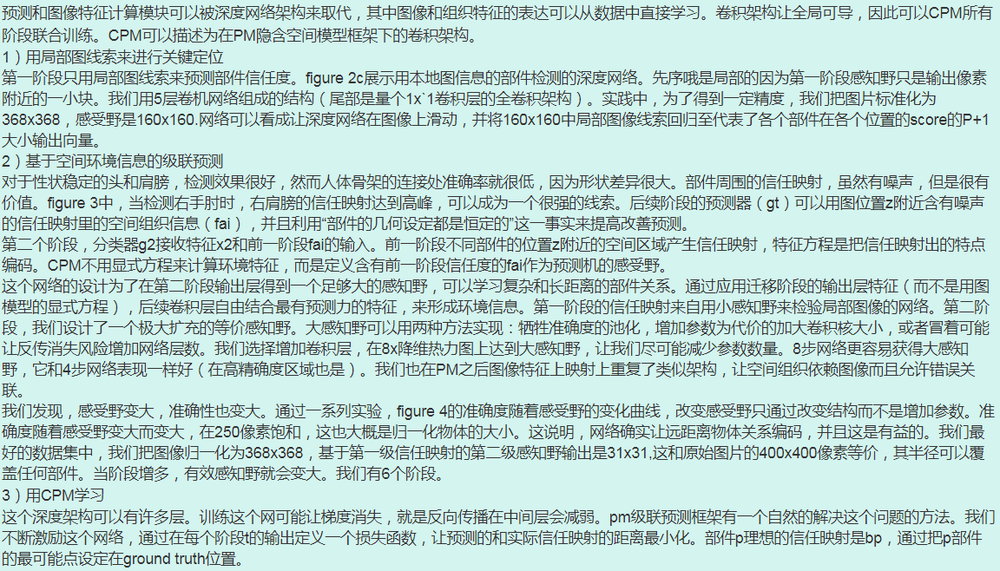 预测和图像特征计算模块可以被深度网络架构来取代，其中图像和组织特征的表达可以从数据中直接学习。卷积架构让全局可导，因此可以CPM所有
阶段联合训练。CPM可以描述为在PM隐含空间模型框架下的卷积架构。
1）用局部图线索来进行关键定位
第一阶段只用局部图线索来预测部件信任度。figure 2c展示用本地图信息的部件检测的深度网络。先序哦是局部的因为第一阶段感知野只是输出像素
附近的一小块。我们用5层卷机网络组成的结构（尾部是量个1x`1卷积层的全卷积架构）。实践中，为了得到一定精度，我们把图片标准化为
368x368，感受野是160x160.网络可以看成让深度网络在图像上滑动，并将160x160中局部图像线索回归至代表了各个部件在各个位置的score的P+1
大小输出向量。
2）基于空间环境信息的级联预测
对于性状稳定的头和肩膀，检测效果很好，然而人体骨架的连接处准确率就很低，因为形状差异很大。部件周围的信任映射，虽然有噪声，但是很有
价值。figure 3中，当检测右手肘时，右肩膀的信任映射达到高峰，可以成为一个很强的线索。后续阶段的预测器（gt）可以用图位置z附近含有噪声
的信任映射里的空间组织信息（fai），并且利用“部件的几何设定都是恒定的”这一事实来提高改善预测。
第二个阶段，分类器g2接收特征x2和前一阶段fai的输入。前一阶段不同部件的位置z附近的空间区域产生信任映射，特征方程是把信任映射出的特点
编码。CPM不用显式方程来计算环境特征，而是定义含有前一阶段信任度的fai作为预测机的感受野。
这个网络的设计为了在第二阶段输出层得到一个足够大的感知野，可以学习复杂和长距离的部件关系。通过应用迁移阶段的输出层特征（而不是用图
模型的显式方程），后续卷积层自由结合最有预测力的特征，来形成环境信息。第一阶段的信任映射来自用小感知野来检验局部图像的网络。第二阶
段，我们设计了一个极大扩充的等价感知野。大感知野可以用两种方法实现：牺牲准确度的池化，增加参数为代价的加大卷积核大小，或者冒着可能
让反传消失风险增加网络层数。我们选择增加卷积层，在8x降维热力图上达到大感知野，让我们尽可能减少参数数量。8步网络更容易获得大感知
野，它和4步网络表现一样好（在高精确度区域也是）。我们也在PM之后图像特征上映射上重复了类似架构，让空间组织依赖图像而且允许错误关
联。
我们发现，感受野变大，准确性也变大。通过一系列实验，figure 4的准确度随着感受野的变化曲线，改变感受野只通过改变结构而不是增加参数。准
确度随着感受野变大而变大，在250像素饱和，这也大概是归一化物体的大小。这说明，网络确实让远距离物体关系编码，并且这是有益的。我们最
好的数据集中，我们把图像归一化为368x368，基于第一级信任映射的第二级感知野输出是31x31,这和原始图片的400x400像素等价，其半径可以覆
盖任何部件。当阶段增多，有效感知野就会变大。我们有6个阶段。
3）用CPM学习
这个深度架构可以有许多层。训练这个网可能让梯度消失，就是反向传播在中间层会减弱。pm级联预测框架有一个自然的解决这个问题的方法。我们
不断激励这个网络，通过在每个阶段t的输出定义一个损失函数，让预测的和实际信任映射的距离最小化。部件p理想的信任映射是bp，通过把p部件
的最可能点设定在ground truth位置。